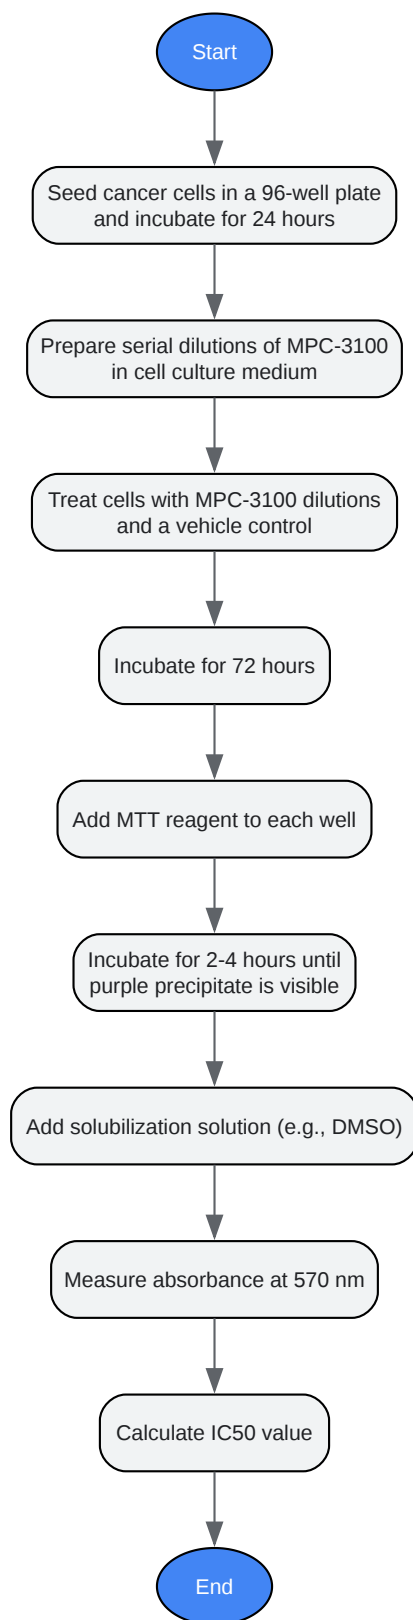 Start
Seed cancer cells in a 96-well plate
and incubate for 24 hours
Prepare serial dilutions of MPC-3100
in cell culture medium
Treat cells with MPC-3100 dilutions
and a vehicle control
Incubate for 72 hours
Add MTT reagent to each well
Incubate for 2-4 hours until
purple precipitate is visible
Add solubilization solution (e.g., DMSO)
Measure absorbance at 570 nm
Calculate IC50 value
End